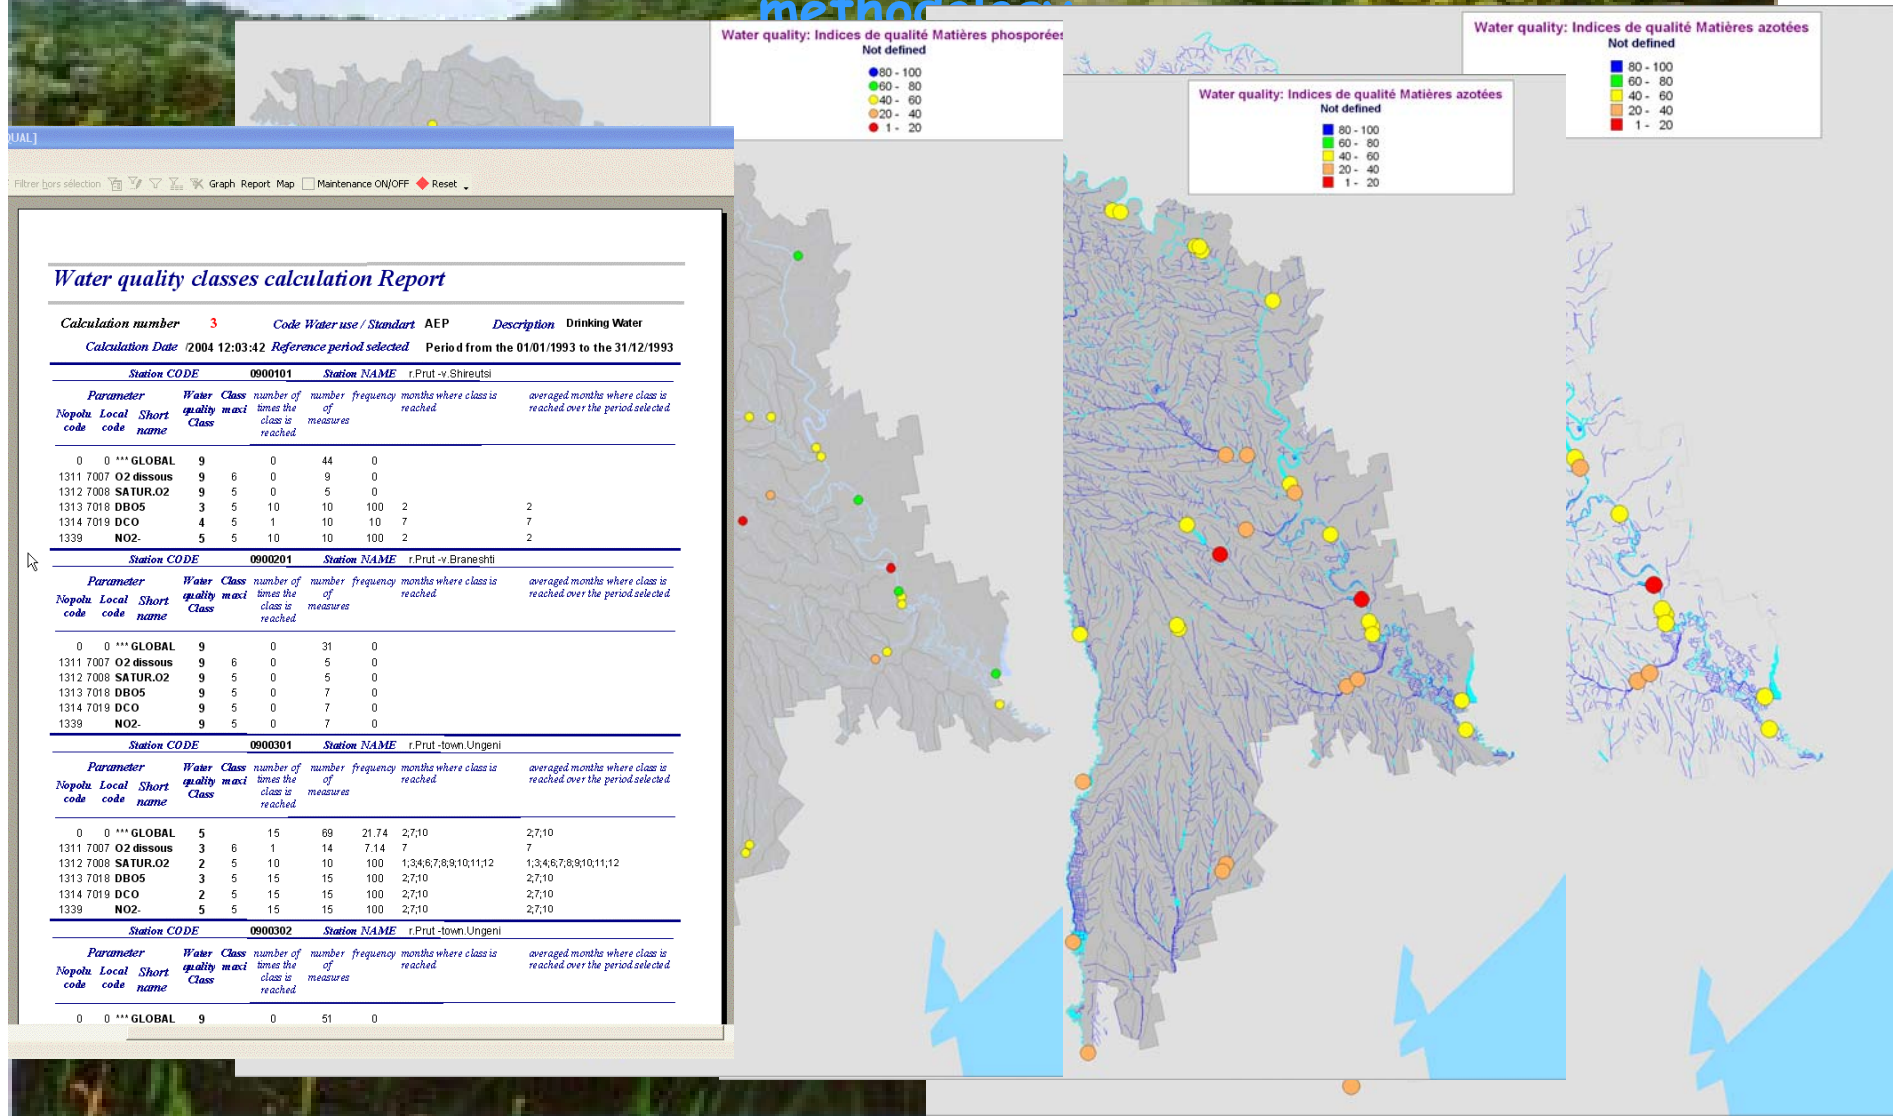 methodology
Water quality: Indices de qualité Matières phosporées
Not defined
80 - 100
60 - 80
40 - 60
20 - 40
1 - 20
Water quality: Indices de qualité Matières azotées
Not defined
80 - 100
60 - 80
40 - 60
20 - 40
1 - 20
Water quality: Indices de qualité Matières azotées
Not defined
80 - 100
60 - 80
40 - 60
20 - 40
1 - 20
QUAL]
Filtrer hors sélection Graph Report Map Maintenance ON/OFF Reset
Water quality classes calculation Report
Calculation number 3 Code Water use / Standart AEP Description Drinking Water
Calculation Date /2004 12:03:42 Reference period selected Period from the 01/01/1993 to the 31/12/1993
Station CODE 0900101 Station NAME r.Prut -v.Shireutsi
Parameter Water Class number of number frequency months where class is averaged months where class is
Nopolu Local Short quality maxi times the of reached reached over the period selected
code code name Class class is measures
reached
0 0 *** GLOBAL 9 0 44 0
1311 7007 O2 dissous 9 6 0 9 0
1312 7008 SATUR.O2 9 5 0 5 0
1313 7018 DBO5 3 5 10 10 100 2 2
1314 7019 DCO 4 5 1 10 10 7 7
1339 NO2- 5 5 10 10 100 2 2
Station CODE 0900201 Station NAME r.Prut -v.Braneshti
Parameter Water Class number of number frequency months where class is averaged months where class is
Nopolu Local Short quality maxi times the of reached reached over the period selected
code code name Class class is measures
reached
0 0 *** GLOBAL 9 0 31 0
1311 7007 O2 dissous 9 6 0 5 0
1312 7008 SATUR.O2 9 5 0 5 0
1313 7018 DBO5 9 5 0 7 0
1314 7019 DCO 9 5 0 7 0
1339 NO2- 9 5 0 7 0
Station CODE 0900301 Station NAME r.Prut -town.Ungeni
Parameter Water Class number of number frequency months where class is averaged months where class is
Nopolu Local Short quality maxi times the of reached reached over the period selected
code code name Class class is measures
reached
0 0 *** GLOBAL 5 15 69 21.74 2;7;10 2;7;10
1311 7007 O2 dissous 3 6 1 14 7.14 7 7
1312 7008 SATUR.O2 2 5 10 10 100 1;3;4;6;7;8;9;10;11;12 1;3;4;6;7;8;9;10;11;12
1313 7018 DBO5 3 5 15 15 100 2;7;10 2;7;10
1314 7019 DCO 2 5 15 15 100 2;7;10 2;7;10
1339 NO2- 5 5 15 15 100 2;7;10 2;7;10
Station CODE 0900302 Station NAME r.Prut -town.Ungeni
Parameter Water Class number of number frequency months where class is averaged months where class is
Nopolu Local Short quality maxi times the of reached reached over the period selected
code code name Class class is measures
reached
0 0 *** GLOBAL 9 0 51 0